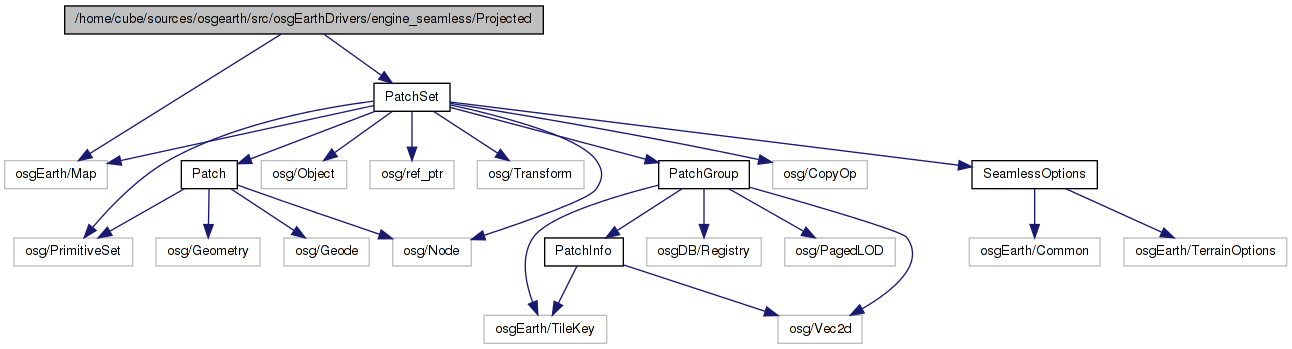 /home/cube/sources/osgearth/src/osgEarthDrivers/engine_seamless/Projected
PatchSet
osgEarth/Map
Patch
osg/Object
osg/ref_ptr
osg/Transform
PatchGroup
osg/CopyOp
SeamlessOptions
osg/PrimitiveSet
osg/Geometry
osg/Geode
osg/Node
PatchInfo
osgDB/Registry
osg/PagedLOD
osgEarth/Common
osgEarth/TerrainOptions
osgEarth/TileKey
osg/Vec2d